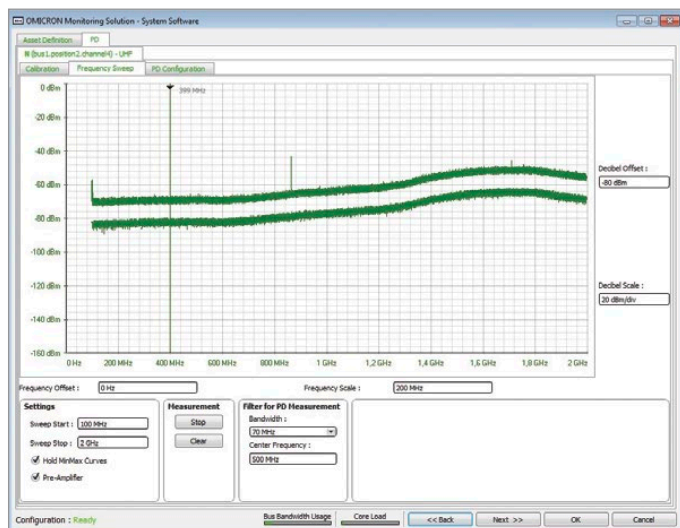 OMICRON Monitoring Solution - System Software
Asset Definition PD
(bus1.position2.channel4) - UHF
Calibration Frequency Sweep PD Configuration
0 dBm
399 MHz
-20 dBm
-40 dBm
-60 dBm
-80 dBm
-100 dBm
-120 dBm
-140 dBm
-160 dBm
0 Hz 200 MHz 400 MHz 600 MHz 800 MHz 1 GHz 1,2 GHz 1,4 GHz 1,6 GHz 1,8 GHz 2 GHz
Decibel Offset :
-80 dBm
Decibel Scale :
20 dBm/div
Frequency Offset : 0 Hz Frequency Scale : 200 MHz
Settings
Sweep Start : 100 MHz
Sweep Stop : 2 GHz
Hold MinMax Curves
Pre-Amplifier
Measurement
Stop
Clear
Filter for PD Measurement
Bandwidth :
70 MHz
Center Frequency :
500 MHz
Configuration : Ready Bus Bandwidth Usage Core Load << Back Next >> OK Cancel